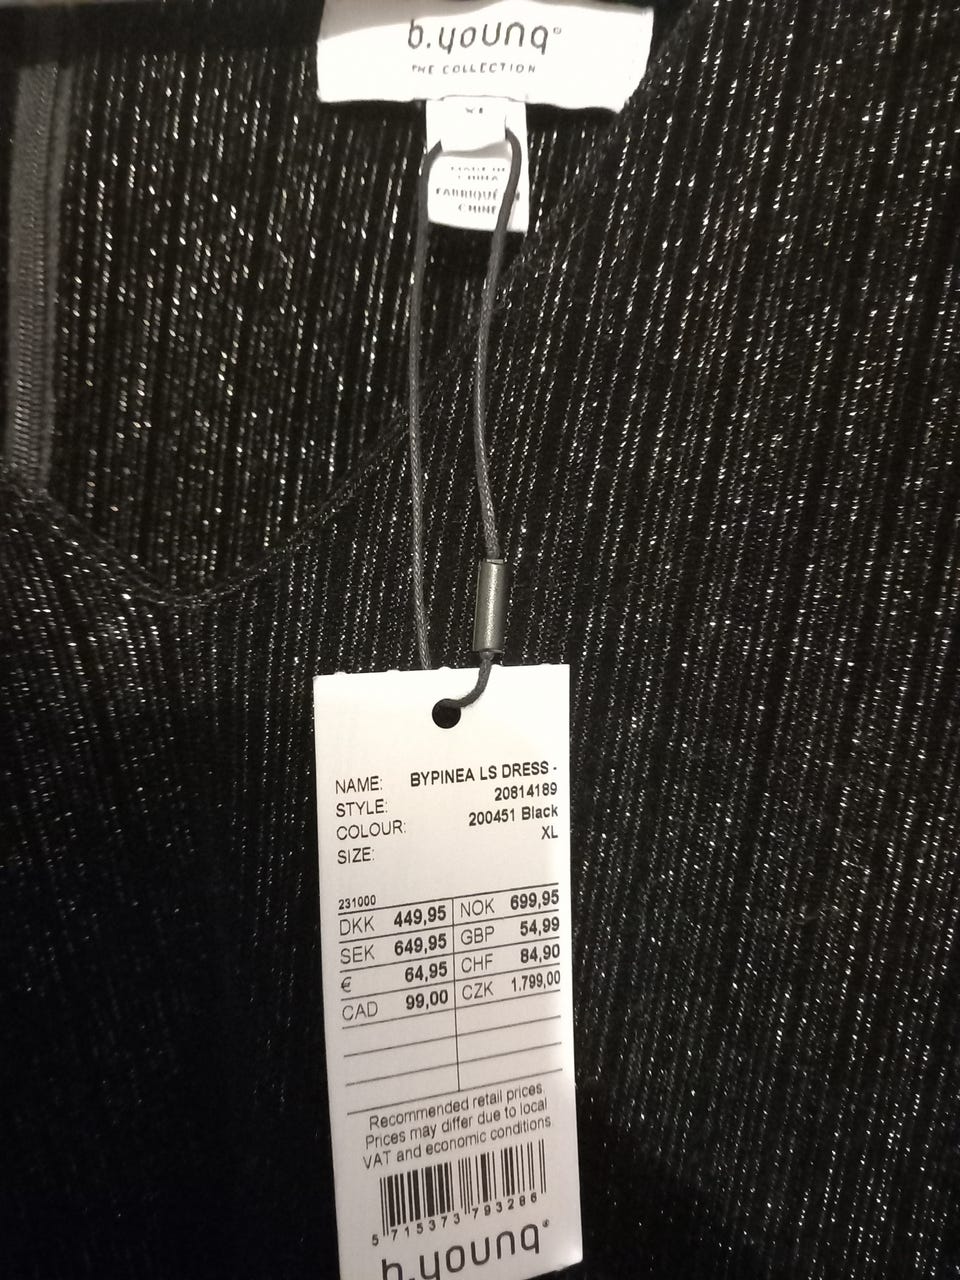 b.young®
THE COLLECTION
XL
MADE IN
CHINA
FABRIQUÉ
CHINE
NAME: BYPINEA LS DRESS -
STYLE: 20814189
COLOUR: 200451 Black
SIZE: XL
231000
DKK 449,95 NOK 699,95
SEK 649,95 GBP 54,99
€ 64,95 CHF 84,90
CAD 99,00 CZK 1.799,00
Recommended retail prices.
Prices may differ due to local
VAT and economic conditions
5 715373 793286
b.young®